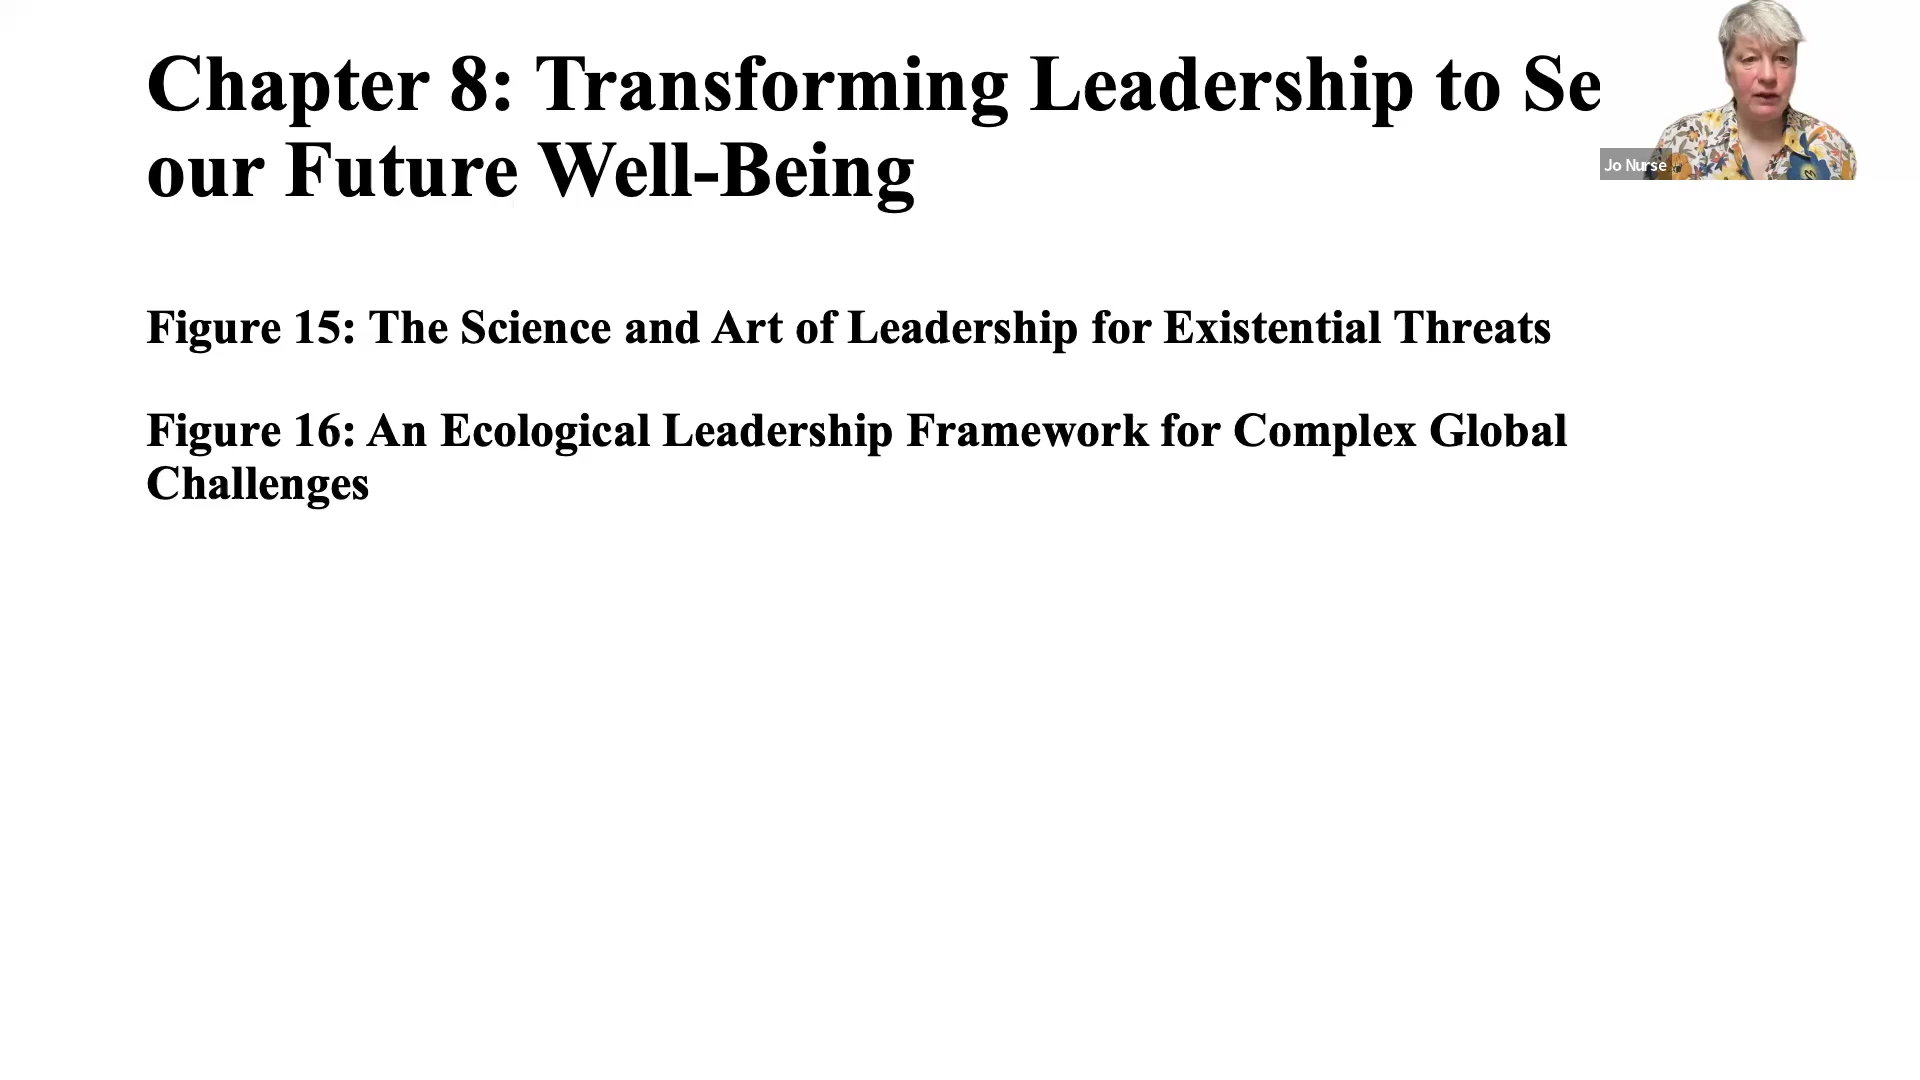 Chapter 8: Transforming Leadership to Se
our Future Well-Being
Jo Nurse
Figure 15: The Science and Art of Leadership for Existential Threats
Figure 16: An Ecological Leadership Framework for Complex Global
Challenges